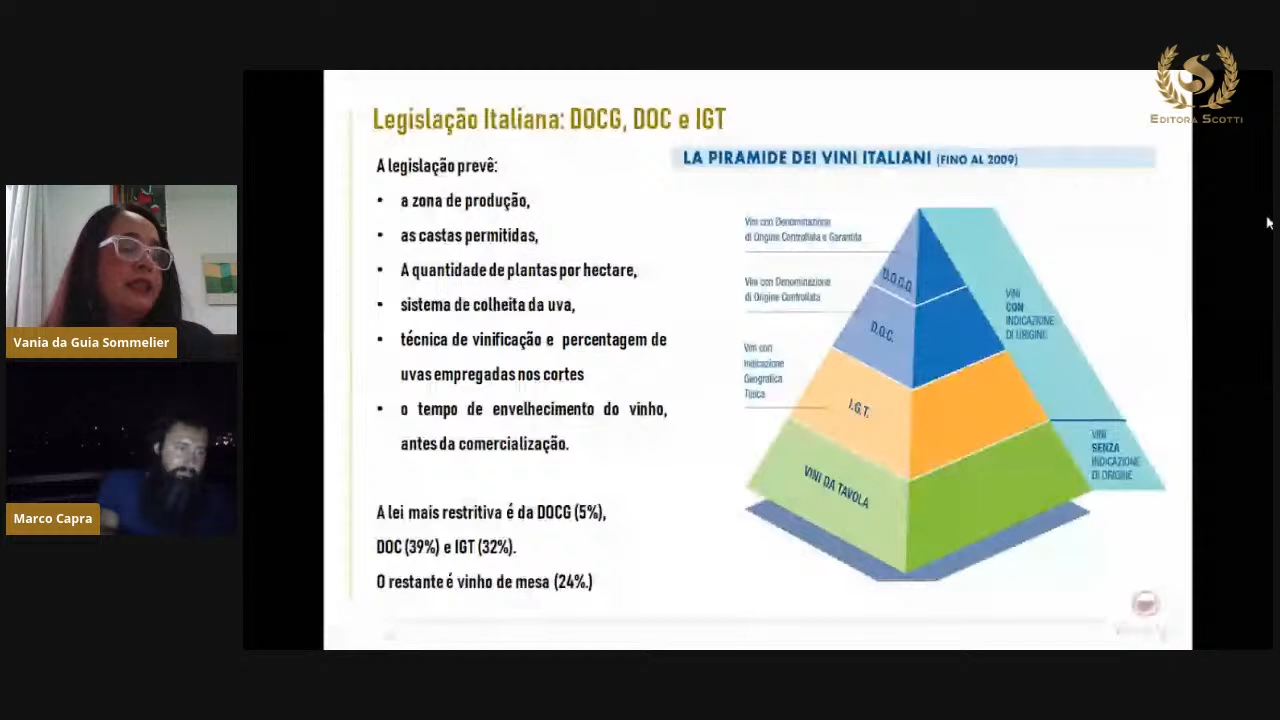 EDITORA SCOTTI
Legislação Italiana: DOCG, DOC e IGT
A legislação prevê:
• a zona de produção,
• as castas permitidas,
• A quantidade de plantas por hectare,
• sistema de colheita da uva,
• técnica de vinificação e percentagem de
uvas empregadas nos cortes
• o tempo de envelhecimento do vinho,
antes da comercialização.
A lei mais restritiva é da DOCG (5%),
DOC (39%) e IGT (32%).
O restante é vinho de mesa (24%.)
LA PIRAMIDE DEI VINI ITALIANI (FINO AL 2009)
Vini con Denominazione
di Origine Controllata e Garantita
Vini con Denominazione
di Origine Controllata
Vini con
Indicazione
Geografica
Tipica
D.O.C.G.
D.O.C.
I.G.T.
VINI DA TAVOLA
VINI
CON
INDICAZIONE
DI ORIGINE
VINI
SENZA
INDICAZIONE
DI ORIGINE
Vania da Guia Sommelier
Marco Capra